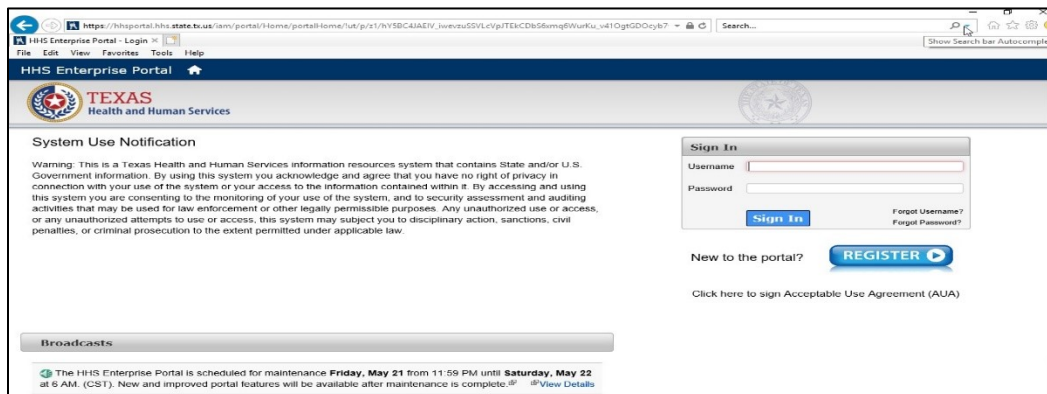 https://hhsportal.hhs.state.tx.us/iam/portal/Home/portalHome/!ut/p/z1/ Search...
HHS Enterprise Portal - Login
Show Search bar Autocomple
File Edit View Favorites Tools Help
HHS Enterprise Portal
TEXAS
Health and Human Services
System Use Notification
Warning: This is a Texas Health and Human Services information resources system that contains State and/or U.S.
Government information. By using this system you acknowledge and agree that you have no right of privacy in
connection with your use of the system or your access to the information contained within it. By accessing and using
this system you are consenting to the monitoring of your use of the system, and to security assessment and auditing
activities that may be used for law enforcement or other legally permissible purposes. Any unauthorized use or access,
or any unauthorized attempts to use or access, this system may subject you to disciplinary action, sanctions, civil
penalties, or criminal prosecution to the extent permitted under applicable law.
Sign In
Username
Password
Sign In
Forgot Username?
Forgot Password?
New to the portal? REGISTER
Click here to sign Acceptable Use Agreement (AUA)
Broadcasts
The HHS Enterprise Portal is scheduled for maintenance Friday, May 21 from 11:59 PM until Saturday, May 22
at 6 AM. (CST). New and improved portal features will be available after maintenance is complete. View Details